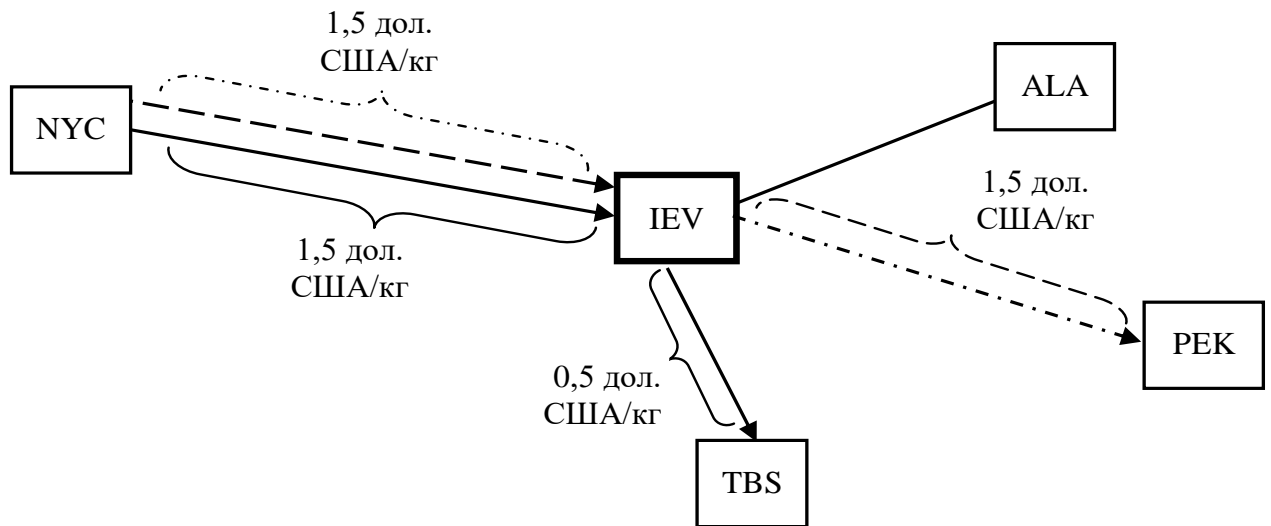 1,5 дол.
США/кг
NYC
ALA
1,5 дол.
США/кг
IEV
1,5 дол.
США/кг
PEK
0,5 дол.
США/кг
TBS